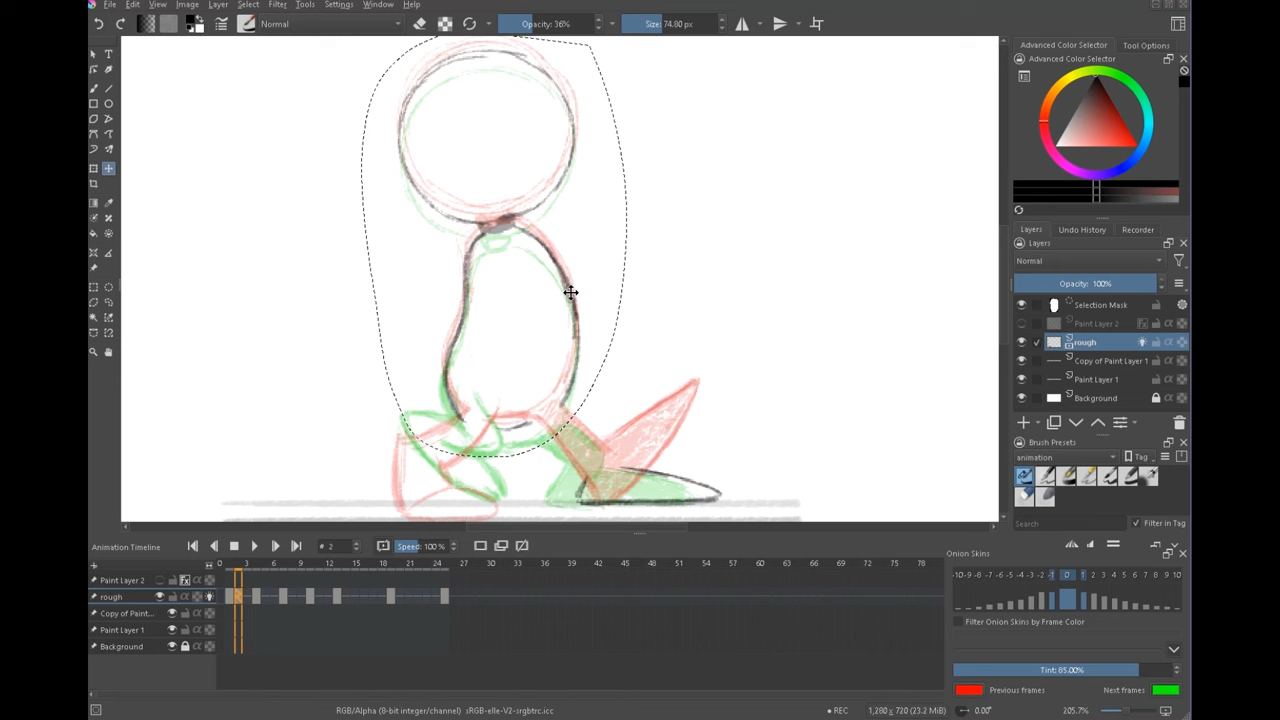 File Edit View Image Layer Select Filter Tools Settings Window Help
Normal Opacity: 36% Size: 74.80 px
Advanced Color Selector Tool Options
Advanced Color Selector
Layers Undo History Recorder
Layers
Normal
Opacity: 100%
Selection Mask
Paint Layer 2
rough
Copy of Paint Layer 1
Paint Layer 1
Background
Brush Presets
animation Tag
Search Filter in Tag
Animation Timeline # 2 Speed: 100 %
0 3 6 9 12 15 18 21 24 27 30 33 36 39 42 45 48 51 54 57 60 63 66 69 72 75 78
Paint Layer 2
rough
Copy of Paint...
Paint Layer 1
Background
Onion Skins
-10 -9 -8 -7 -6 -5 -4 -3 -2 -1 0 1 2 3 4 5 6 7 8 9 10
Filter Onion Skins by Frame Color
Tint: 85.00%
Previous frames Next frames
RGB/Alpha (8-bit integer/channel) sRGB-elle-V2-srgbtrc.icc REC 1,280 x 720 (23.2 MiB) 0.00° 205.7%